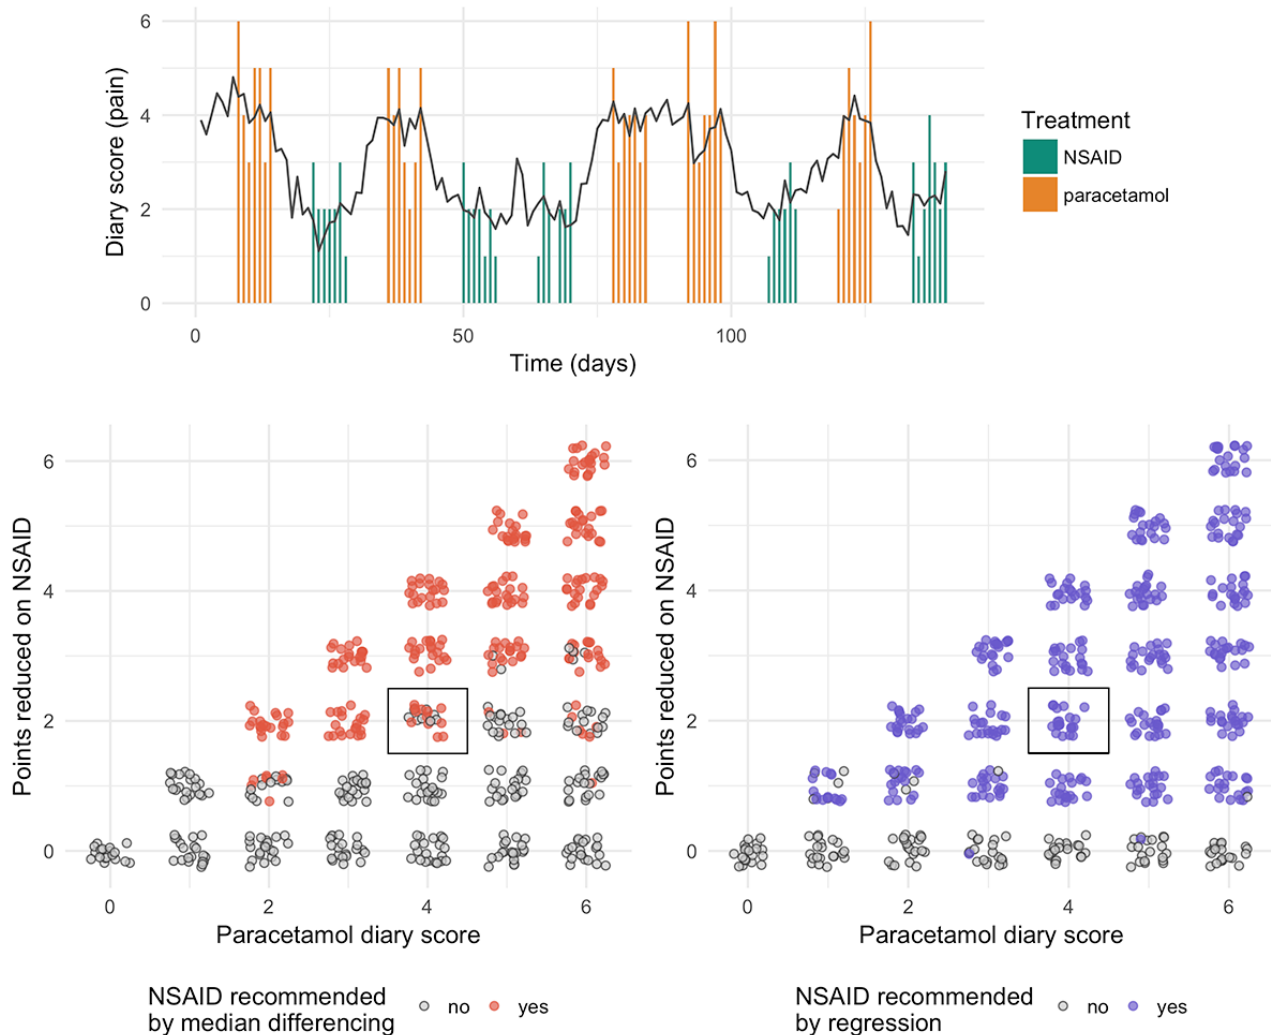 6
4
2
0
Diary score (pain)
0 50 100
Time (days)
Treatment
NSAID
paracetamol
6
4
2
0
Points reduced on NSAID
0 2 4 6
Paracetamol diary score
NSAID recommended
by median differencing
no yes
6
4
2
0
Points reduced on NSAID
0 2 4 6
Paracetamol diary score
NSAID recommended
by regression
no yes